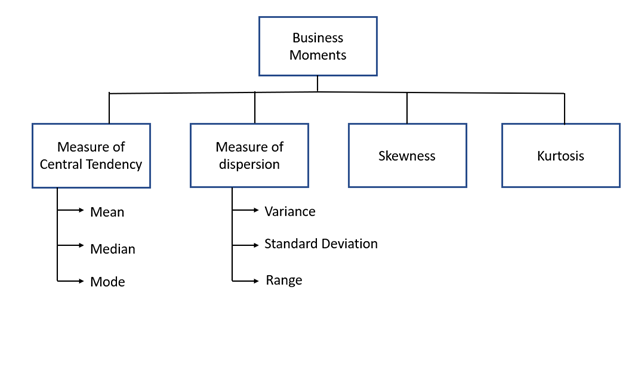 Business
Moments
Measure of
Central Tendency
Measure of
dispersion
Skewness
Kurtosis
Mean
Median
Mode
Variance
Standard Deviation
Range